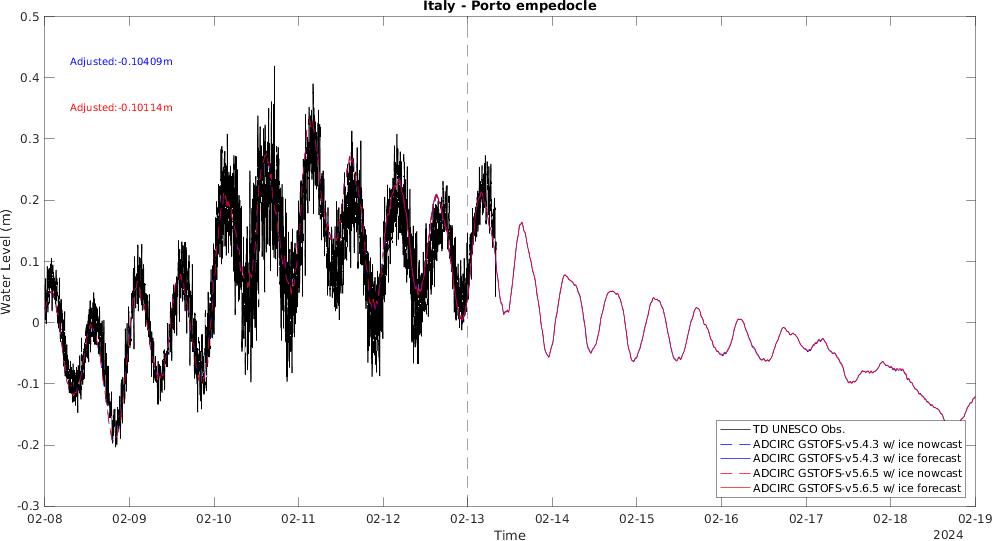 Italy - Porto empedocle
Adjusted:-0.10409m
Adjusted:-0.10114m
0.5
0.4
0.3
0.2
0.1
0
-0.1
-0.2
-0.3
Water Level (m)
02-08
02-09
02-10
02-11
02-12
02-13
02-14
02-15
02-16
02-17
02-18
02-19
Time
2024
TD UNESCO Obs.
ADCIRC GSTOFS-v5.4.3 w/ ice nowcast
ADCIRC GSTOFS-v5.4.3 w/ ice forecast
ADCIRC GSTOFS-v5.6.5 w/ ice nowcast
ADCIRC GSTOFS-v5.6.5 w/ ice forecast